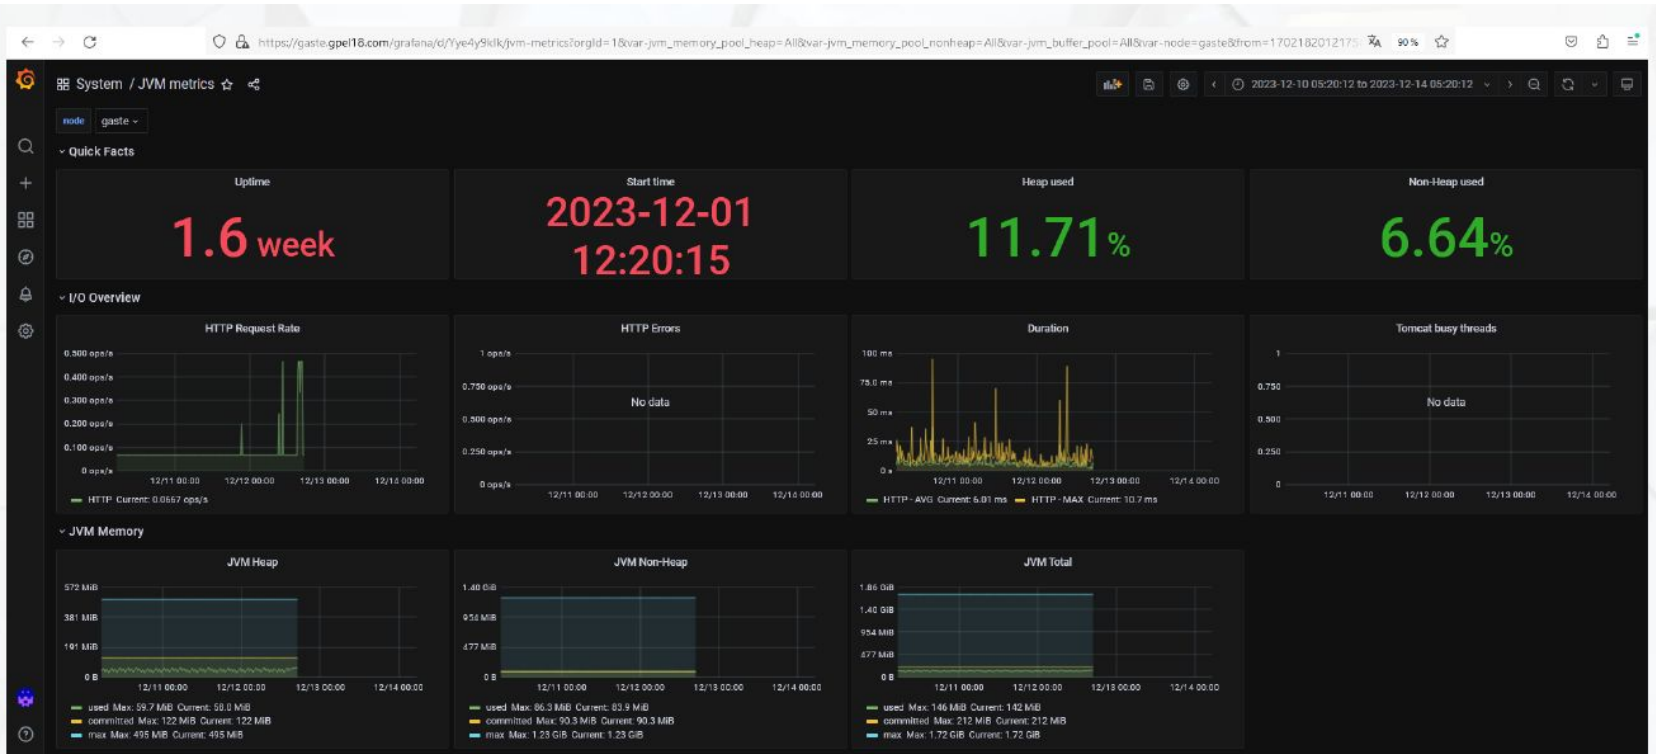 https://gaste.gpel18.com/grafana/d/Yye4y9klk/jvm-metrics?orgId=1&var-jvm_memory_pool_heap=All&var-jvm_memory_pool_nonheap=All&var-jvm_buffer_pool=All&var-node=gaste&from=1702182012175
90%
System / JVM metrics
2023-12-10 05:20:12 to 2023-12-14 05:20:12
node gaste
Quick Facts
Uptime
1.6 week
Start time
2023-12-01
12:20:15
Heap used
11.71%
Non-Heap used
6.64%
I/O Overview
HTTP Request Rate
0.500 ops/s
0.400 ops/s
0.300 ops/s
0.200 ops/s
0.100 ops/s
0 ops/s
12/11 00:00 12/12 00:00 12/13 00:00 12/14 00:00
HTTP Current: 0.0667 ops/s
HTTP Errors
1 ops/s
0.750 ops/s
No data
0.500 ops/s
0.250 ops/s
0 ops/s
12/11 00:00 12/12 00:00 12/13 00:00 12/14 00:00
Duration
100 ms
75.0 ms
50 ms
25 ms
0 s
12/11 00:00 12/12 00:00 12/13 00:00 12/14 00:00
HTTP - AVG Current: 6.01 ms HTTP - MAX Current: 10.7 ms
Tomcat busy threads
1
0.750
No data
0.500
0.250
0
12/11 00:00 12/12 00:00 12/13 00:00 12/14 00:00
JVM Memory
JVM Heap
572 MiB
381 MiB
191 MiB
0 B
12/11 00:00 12/12 00:00 12/13 00:00 12/14 00:00
used Max: 59.7 MiB Current: 58.0 MiB
committed Max: 122 MiB Current: 122 MiB
max Max: 495 MiB Current: 495 MiB
JVM Non-Heap
1.40 GiB
954 MiB
477 MiB
0 B
12/11 00:00 12/12 00:00 12/13 00:00 12/14 00:00
used Max: 86.3 MiB Current: 83.9 MiB
committed Max: 90.3 MiB Current: 90.3 MiB
max Max: 1.23 GiB Current: 1.23 GiB
JVM Total
1.86 GiB
1.40 GiB
954 MiB
477 MiB
0 B
12/11 00:00 12/12 00:00 12/13 00:00 12/14 00:00
used Max: 146 MiB Current: 142 MiB
committed Max: 212 MiB Current: 212 MiB
max Max: 1.72 GiB Current: 1.72 GiB